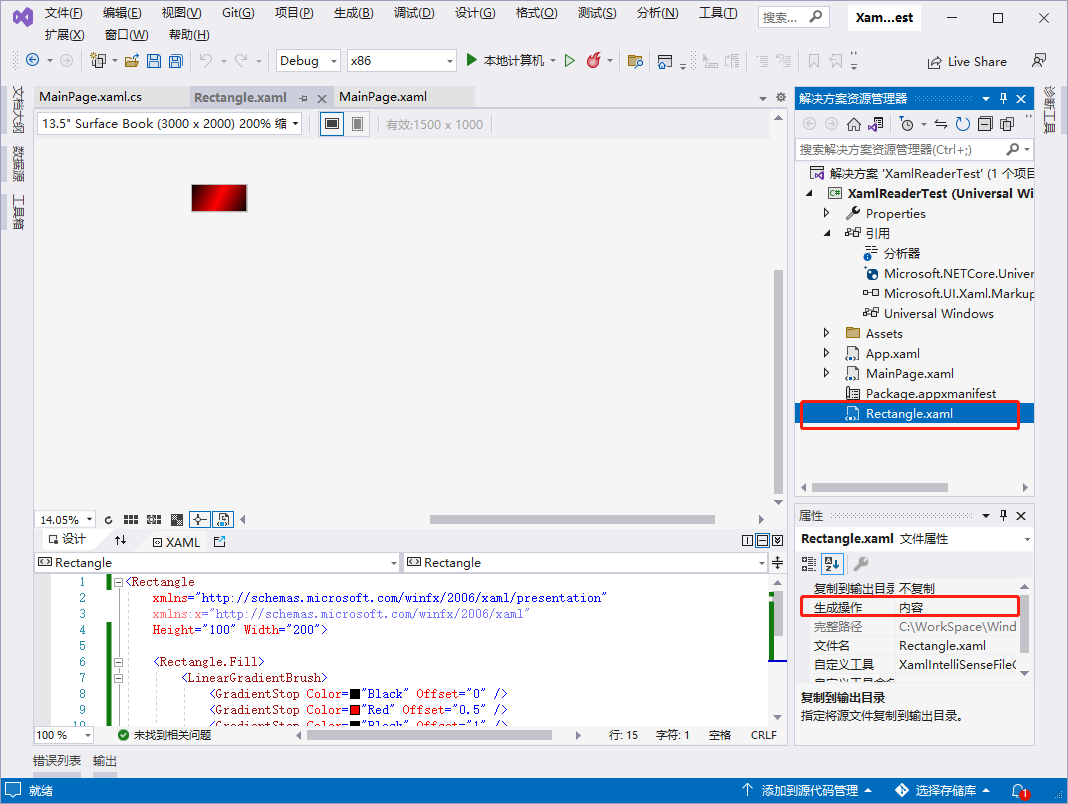 文件(F) 编辑(E) 视图(V) Git(G) 项目(P) 生成(B) 调试(D) 设计(G) 格式(O) 测试(S) 分析(N) 工具(T) 搜索... Xam...est
扩展(X) 窗口(W) 帮助(H)
Debug x86 本地计算机 Live Share
文档大纲
数据源
工具箱
MainPage.xaml.cs Rectangle.xaml MainPage.xaml
13.5" Surface Book (3000 x 2000) 200% 缩 有效:1500 x 1000
14.05%
设计 XAML
Rectangle Rectangle
1 <Rectangle
2 xmlns="http://schemas.microsoft.com/winfx/2006/xaml/presentation"
3 xmlns:x="http://schemas.microsoft.com/winfx/2006/xaml"
4 Height="100" Width="200">
5
6 <Rectangle.Fill>
7 <LinearGradientBrush>
8 <GradientStop Color="Black" Offset="0" />
9 <GradientStop Color="Red" Offset="0.5" />
10 <GradientStop Color="Black" Offset="1" />
100 % 未找到相关问题 行: 15 字符: 1 空格 CRLF
错误列表 输出
解决方案资源管理器
搜索解决方案资源管理器(Ctrl+;)
解决方案 'XamlReaderTest' (1 个项目
XamlReaderTest (Universal Wi
Properties
引用
分析器
Microsoft.NETCore.Univer
Microsoft.UI.Xaml.Markup
Universal Windows
Assets
App.xaml
MainPage.xaml
Package.appxmanifest
Rectangle.xaml
诊断工具
属性
Rectangle.xaml 文件属性
复制到输出目录 不复制
生成操作 内容
完整路径 C:\WorkSpace\Wind
文件名 Rectangle.xaml
自定义工具 XamlIntelliSenseFileG
复制到输出目录
指定将源文件复制到输出目录。
就绪 添加到源代码管理 选择存储库 1